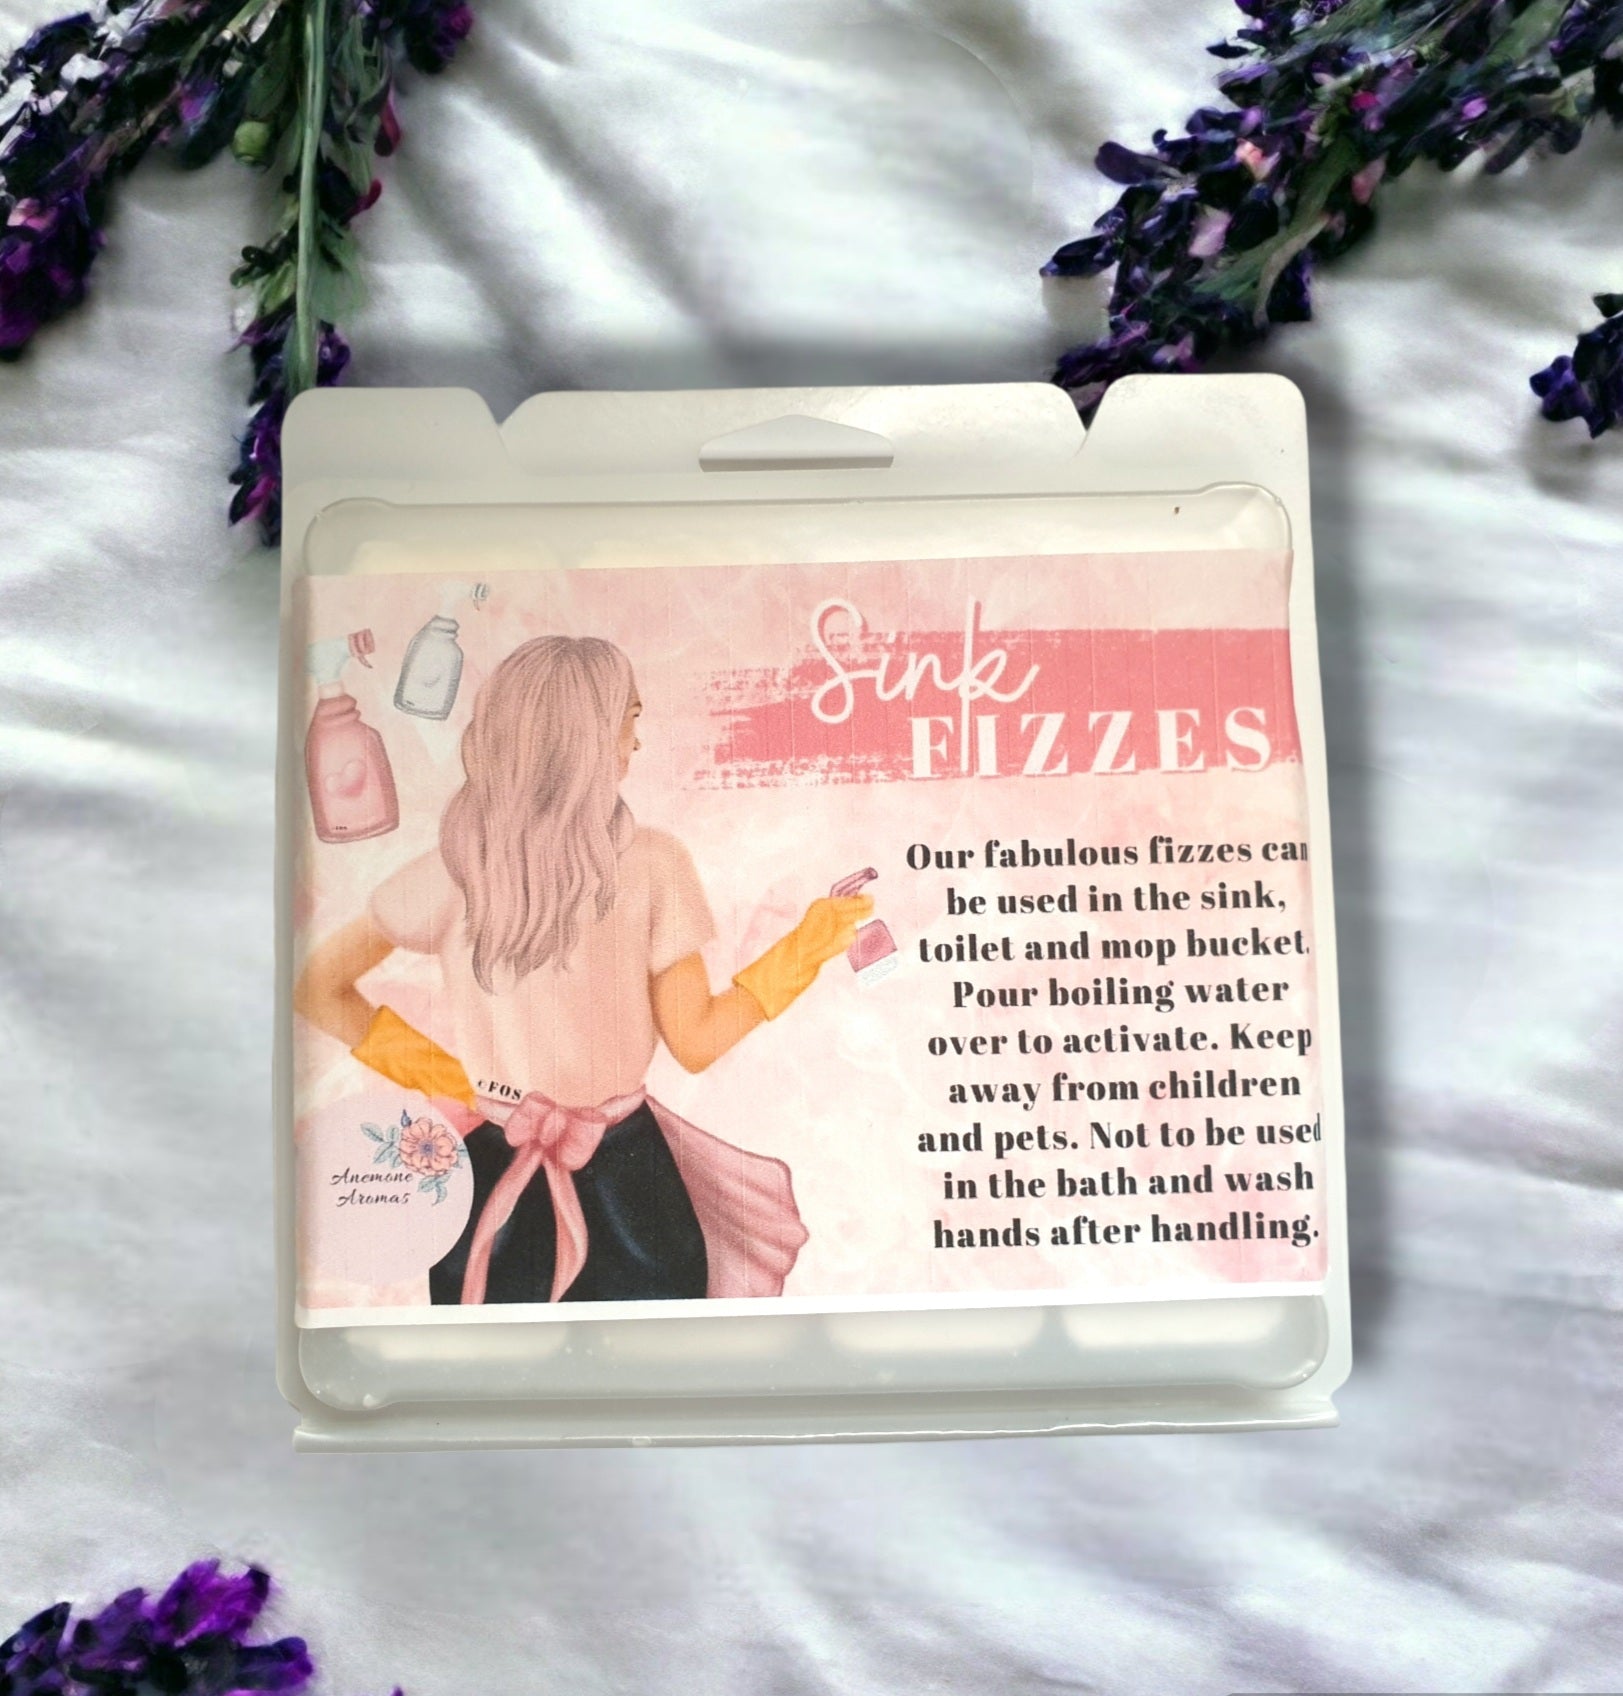 Sink
FIZZES
Our fabulous fizzes can
be used in the sink,
toilet and mop bucket.
Pour boiling water
over to activate. Keep
away from children
and pets. Not to be used
in the bath and wash
hands after handling.
©FOS
Anemone
Aromas